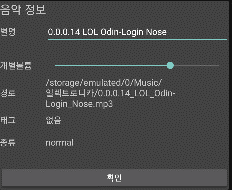 음악 정보
별명 0.0.0.14 LOL Odin-Login Nose
개별볼륨
경로 /storage/emulated/0/Music/
일렉트로니카/0.0.0.14_LOL_Odin-
Login_Nose.mp3
태그 없음
종류 normal
확인